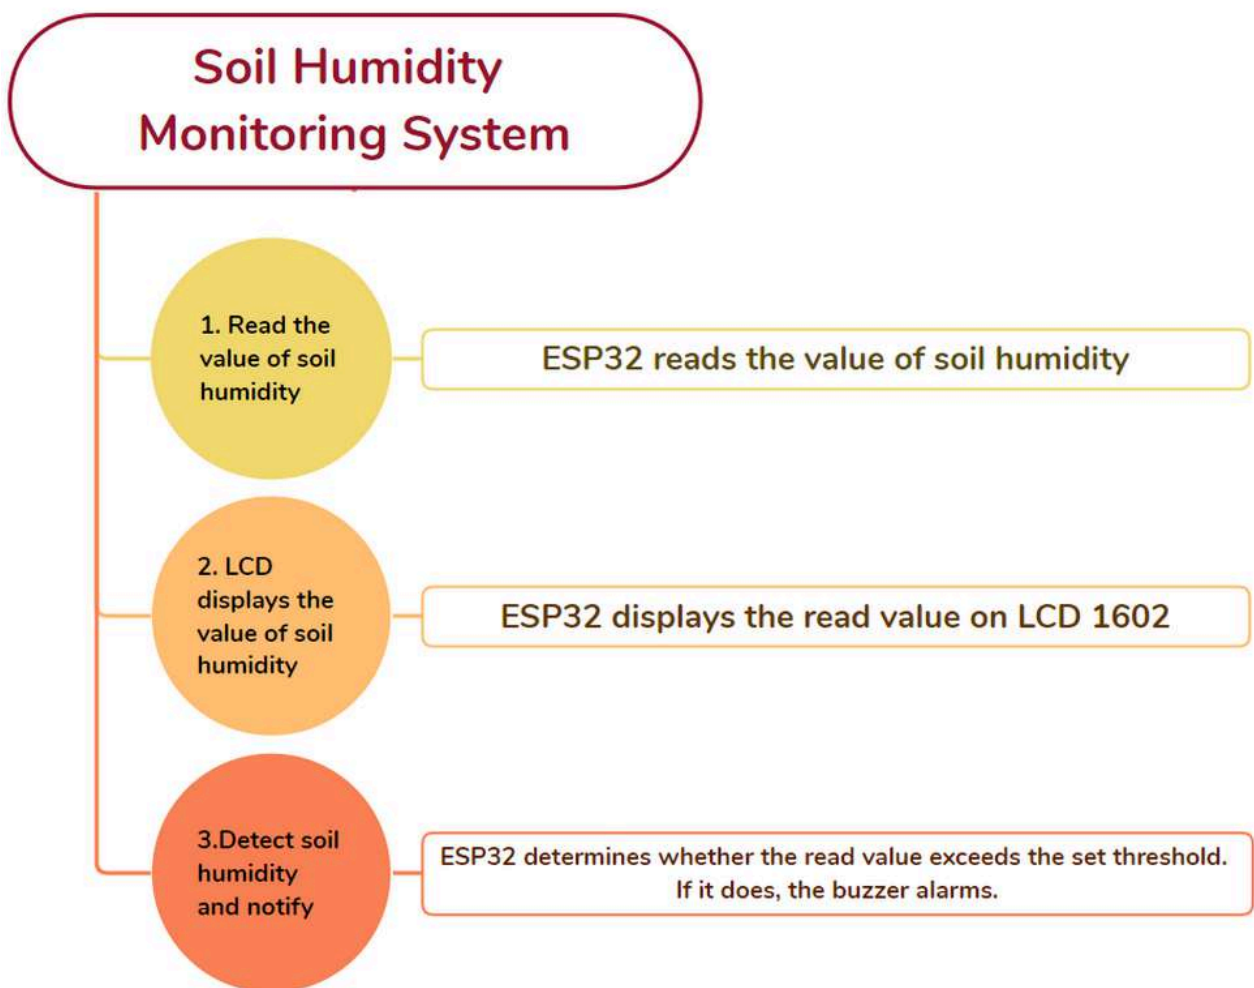 Soil Humidity
Monitoring System
1. Read the
value of soil
humidity
ESP32 reads the value of soil humidity
2. LCD
displays the
value of soil
humidity
ESP32 displays the read value on LCD 1602
3.Detect soil
humidity
and notify
ESP32 determines whether the read value exceeds the set threshold.
If it does, the buzzer alarms.